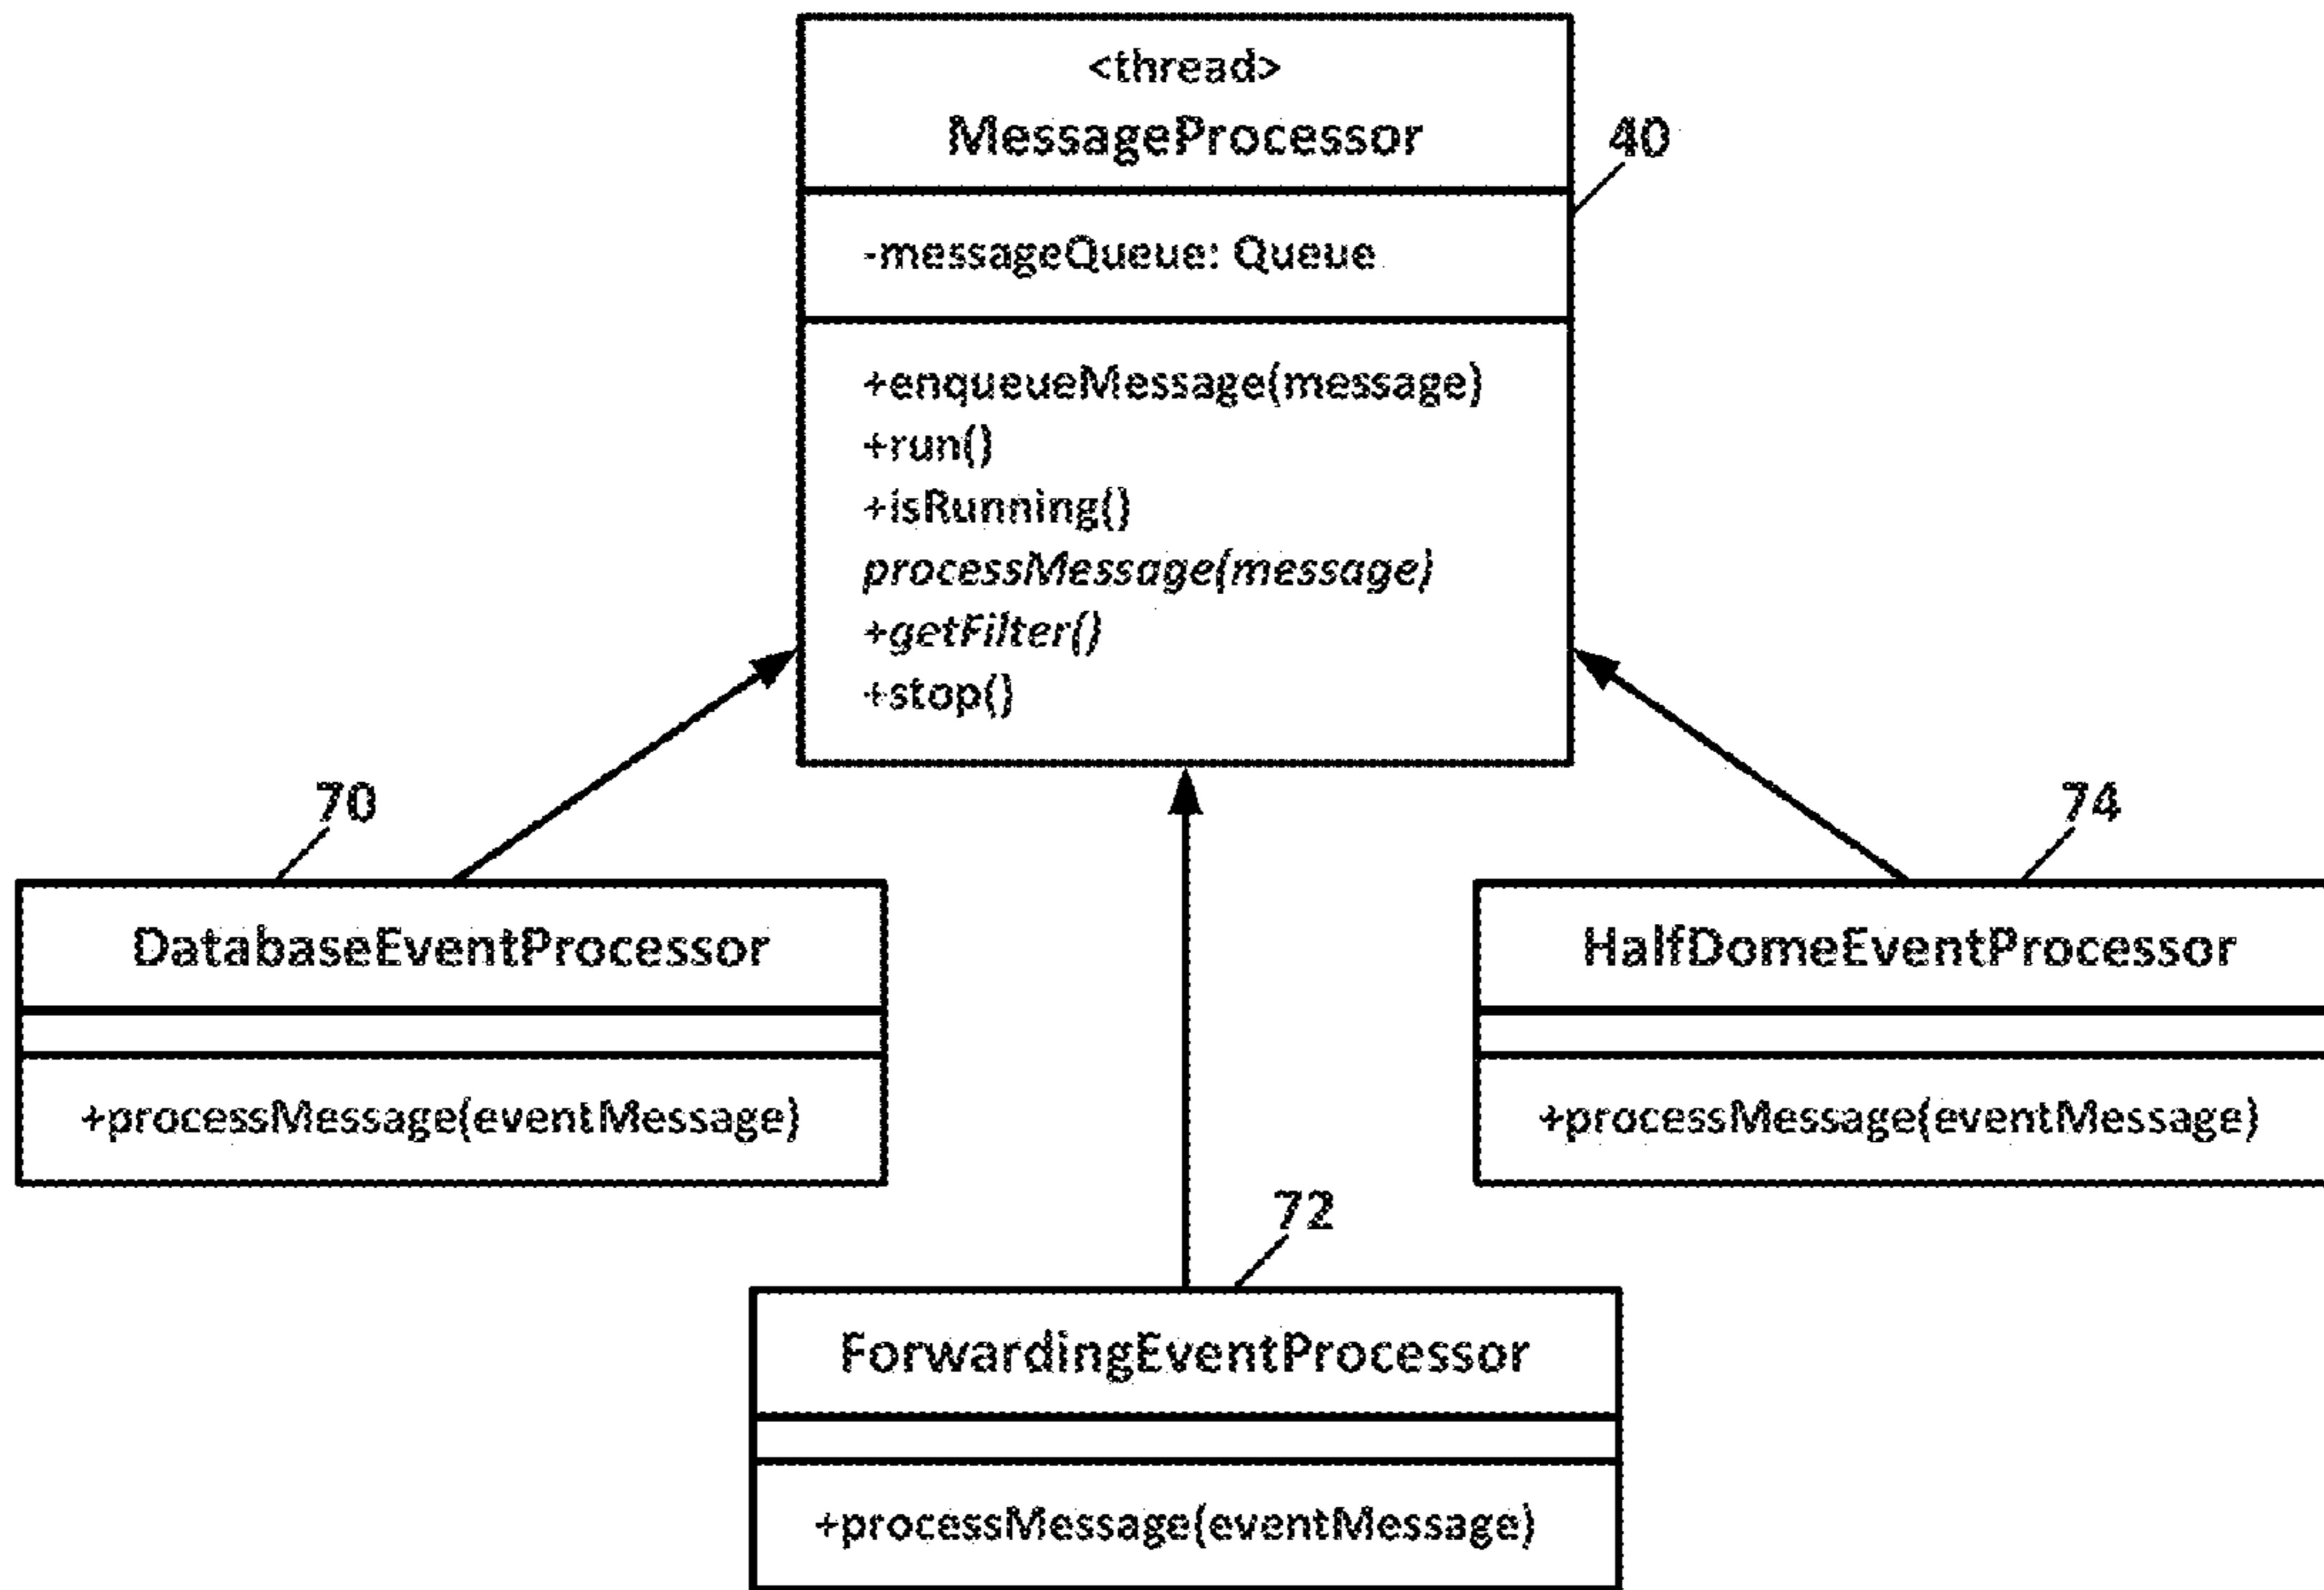 <thread>
MessageProcessor
40
-messageQueue: Queue
+enqueueMessage(message)
+run()
+isRunning()
processMessage(message)
+getFilter()
+stop()
70
74
DatabaseEventProcessor
+processMessage(eventMessage)
HalfDomeEventProcessor
+processMessage(eventMessage)
72
ForwardingEventProcessor
+processMessage(eventMessage)